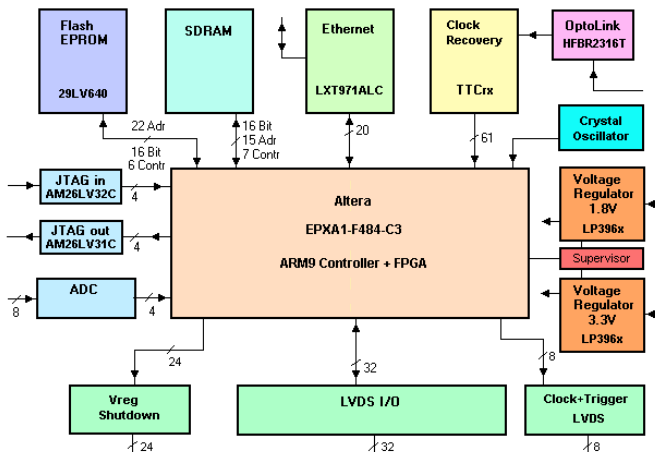 Flash
EPROM
29LV640
SDRAM
Ethernet
LXT971ALC
Clock
Recovery
TTCrx
OptoLink
HFBR2316T
22 Adr
16 Bit
6 Contr
16 Bit
15 Adr
7 Contr
20
61
Crystal
Oscillator
JTAG in
AM26LV32C
4
JTAG out
AM26LV31C
4
ADC
8
4
Altera
EPXA1-F484-C3
ARM9 Controller + FPGA
Voltage
Regulator
1.8V
LP396x
Supervisor
Voltage
Regulator
3.3V
LP396x
24
32
8
Vreg
Shutdown
LVDS I/O
Clock+Trigger
LVDS
24
32
8